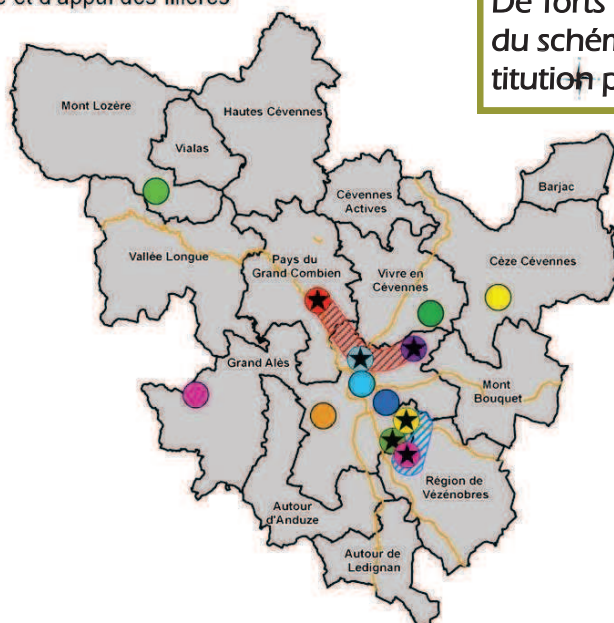 et d'appui des filières
De forts
du schém
titution p
Mont Lozère
Hautes Cévennes
Vialas
Cévennes
Actives
Barjac
Vallée Longue
Pays du
Grand Combien
Vivre en
Cévennes
Céze Cévennes
Grand Alès
Mont
Bouquet
Région de
Vézénobres
Autour
d'Anduze
Autour de
Ledignan